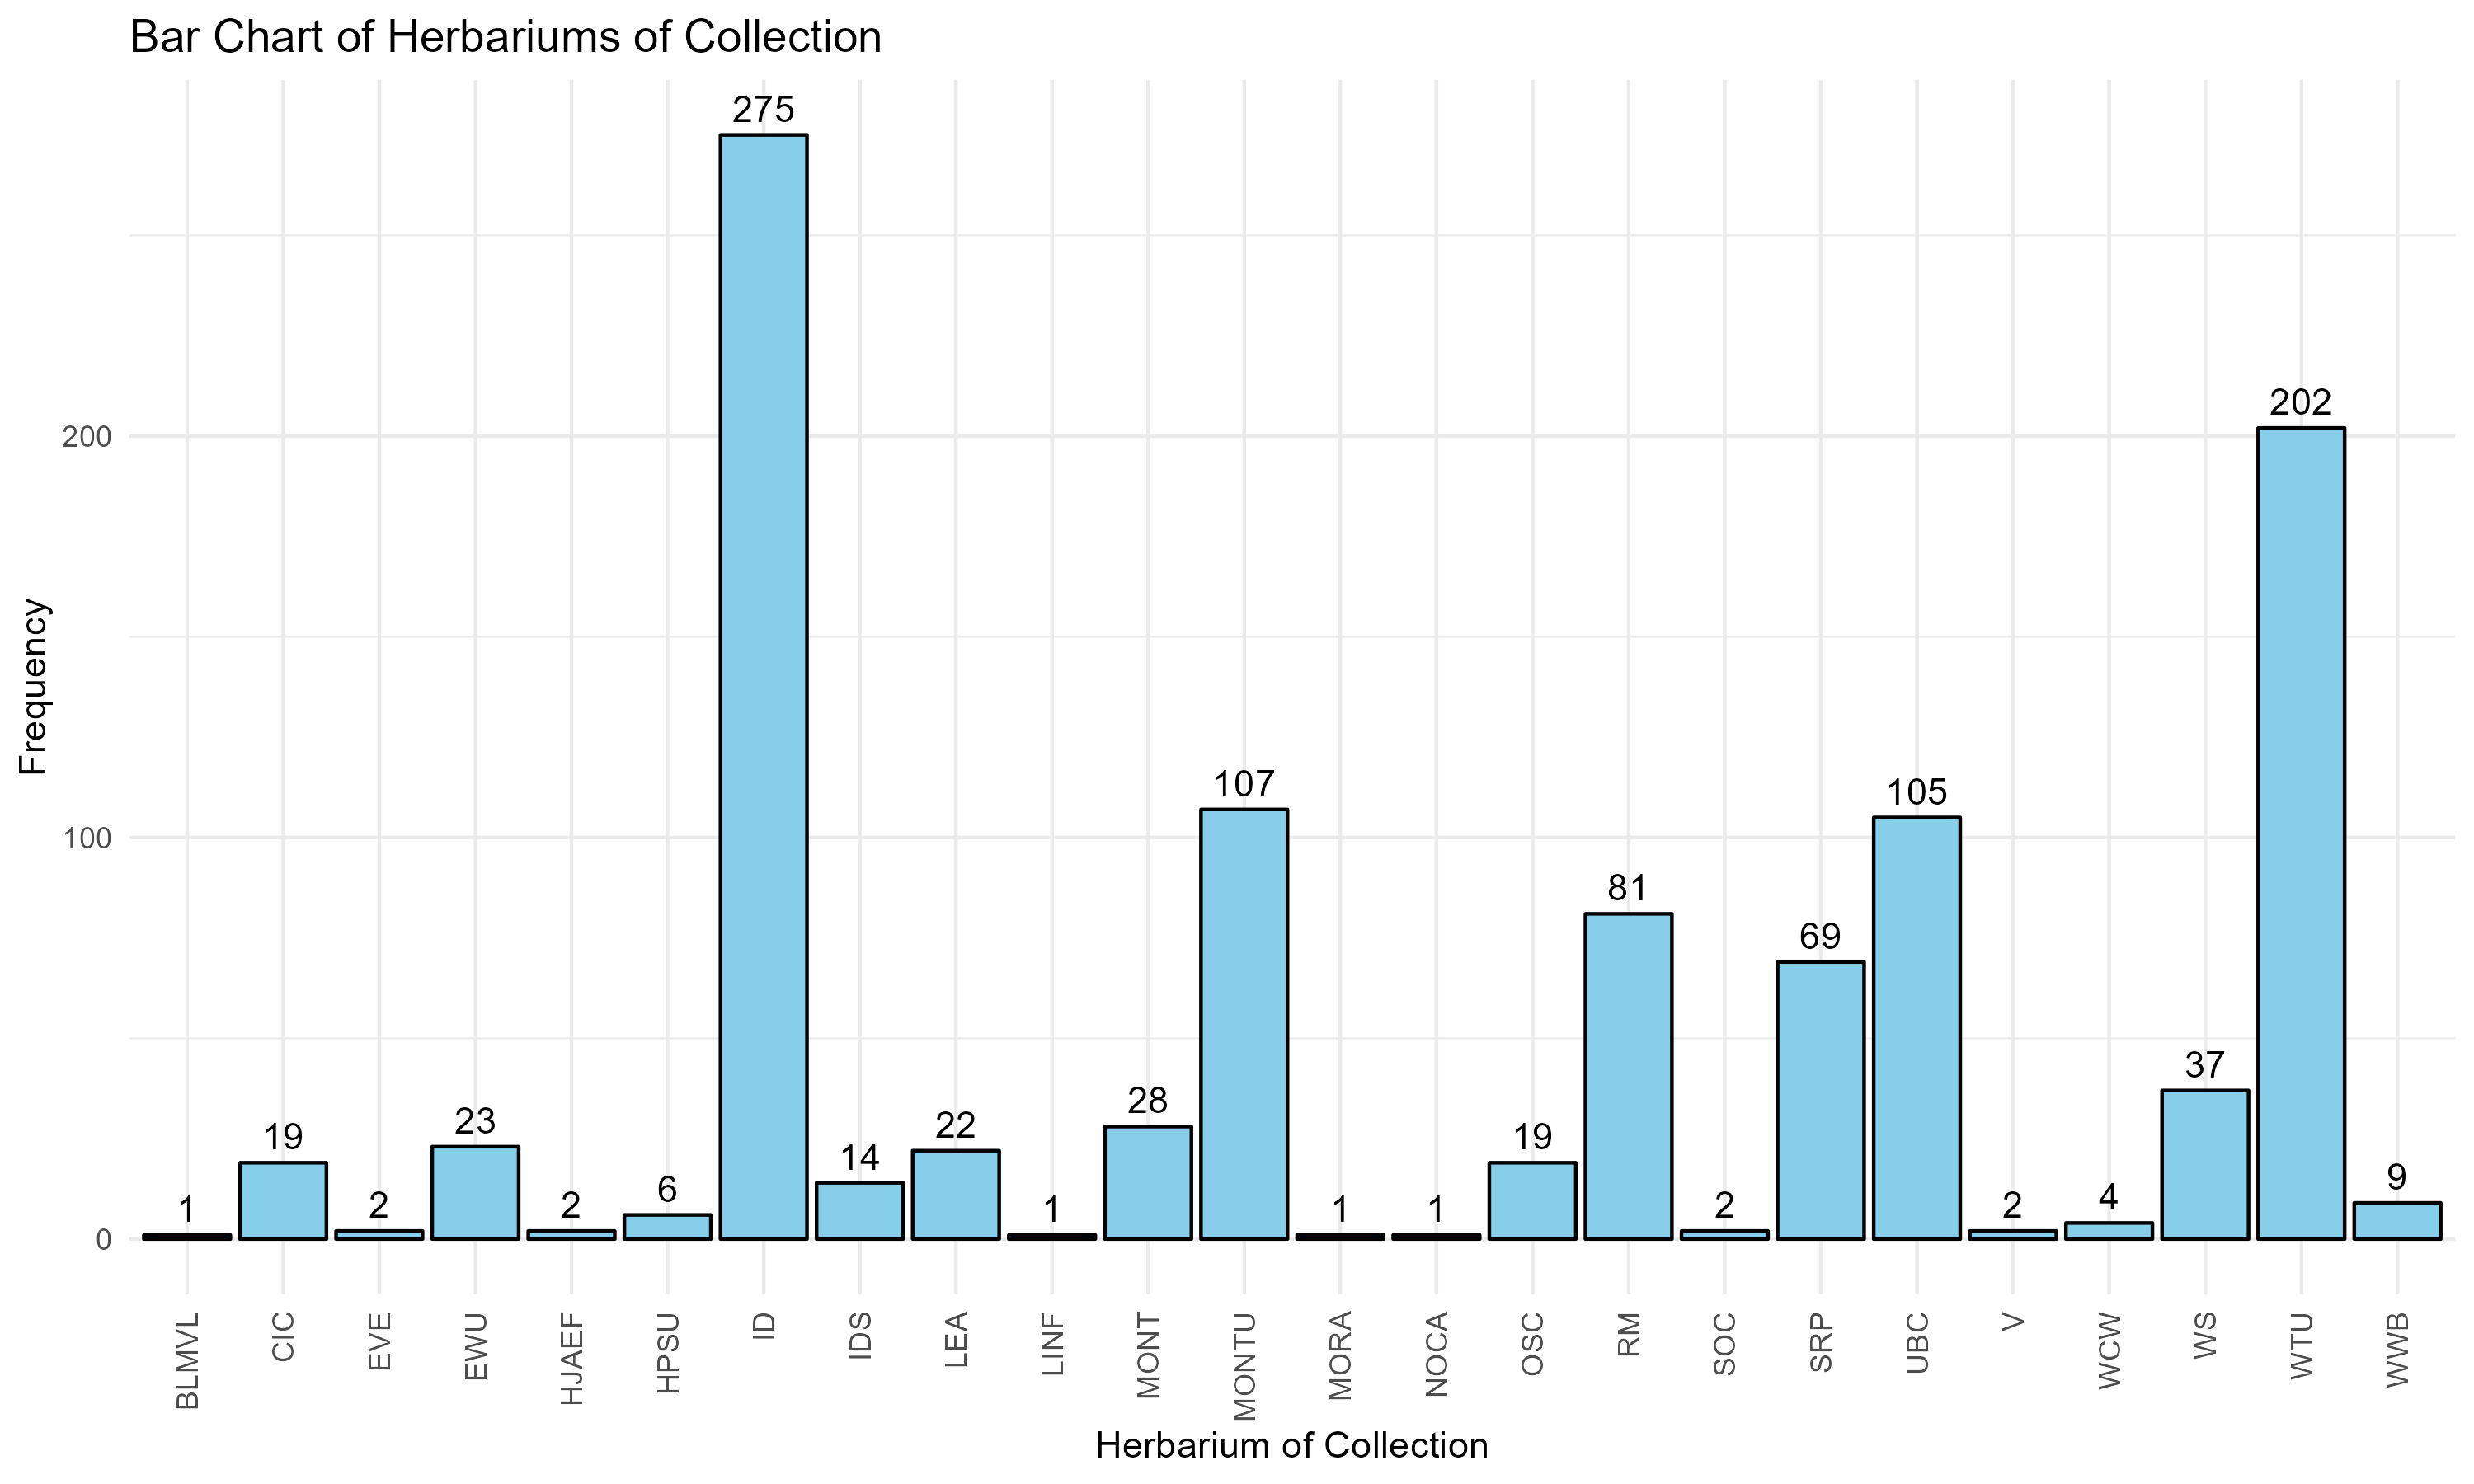 Bar Chart of Herbariums of Collection
Frequency
200
100
0
1
19
2
23
2
6
275
14
22
1
28
107
1
1
19
81
2
69
105
2
4
37
202
9
BLMVL
CIC
EVE
EWU
HJAEF
HPSU
ID
IDS
LEA
LINF
MONT
MONTU
MORA
NOCA
OSC
RM
SOC
SRP
UBC
V
WCW
WS
WTU
WWB
Herbarium of Collection